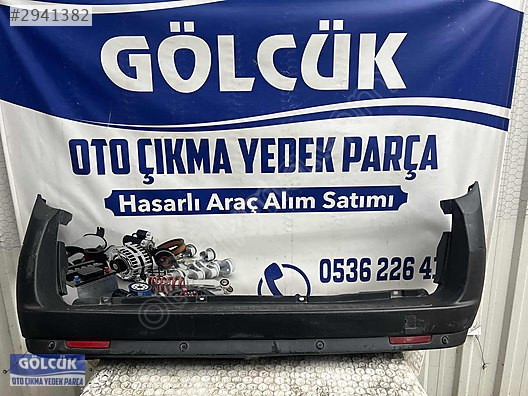 #2941382
GÖLCÜK
OTO ÇIKMA YEDEK PARÇA
Hasarlı Araç Alım Satımı
0536 226 41
GÖLCÜK
OTO ÇIKMA YEDEK PARÇA